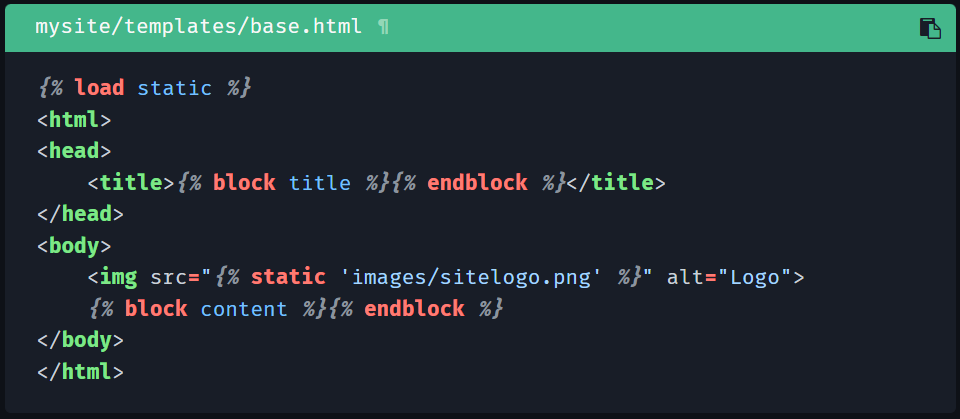 mysite/templates/base.html ¶
{% load static %}
<html>
<head>
    <title>{% block title %}{% endblock %}</title>
</head>
<body>
    <img src="{% static 'images/sitelogo.png' %}" alt="Logo">
    {% block content %}{% endblock %}
</body>
</html>